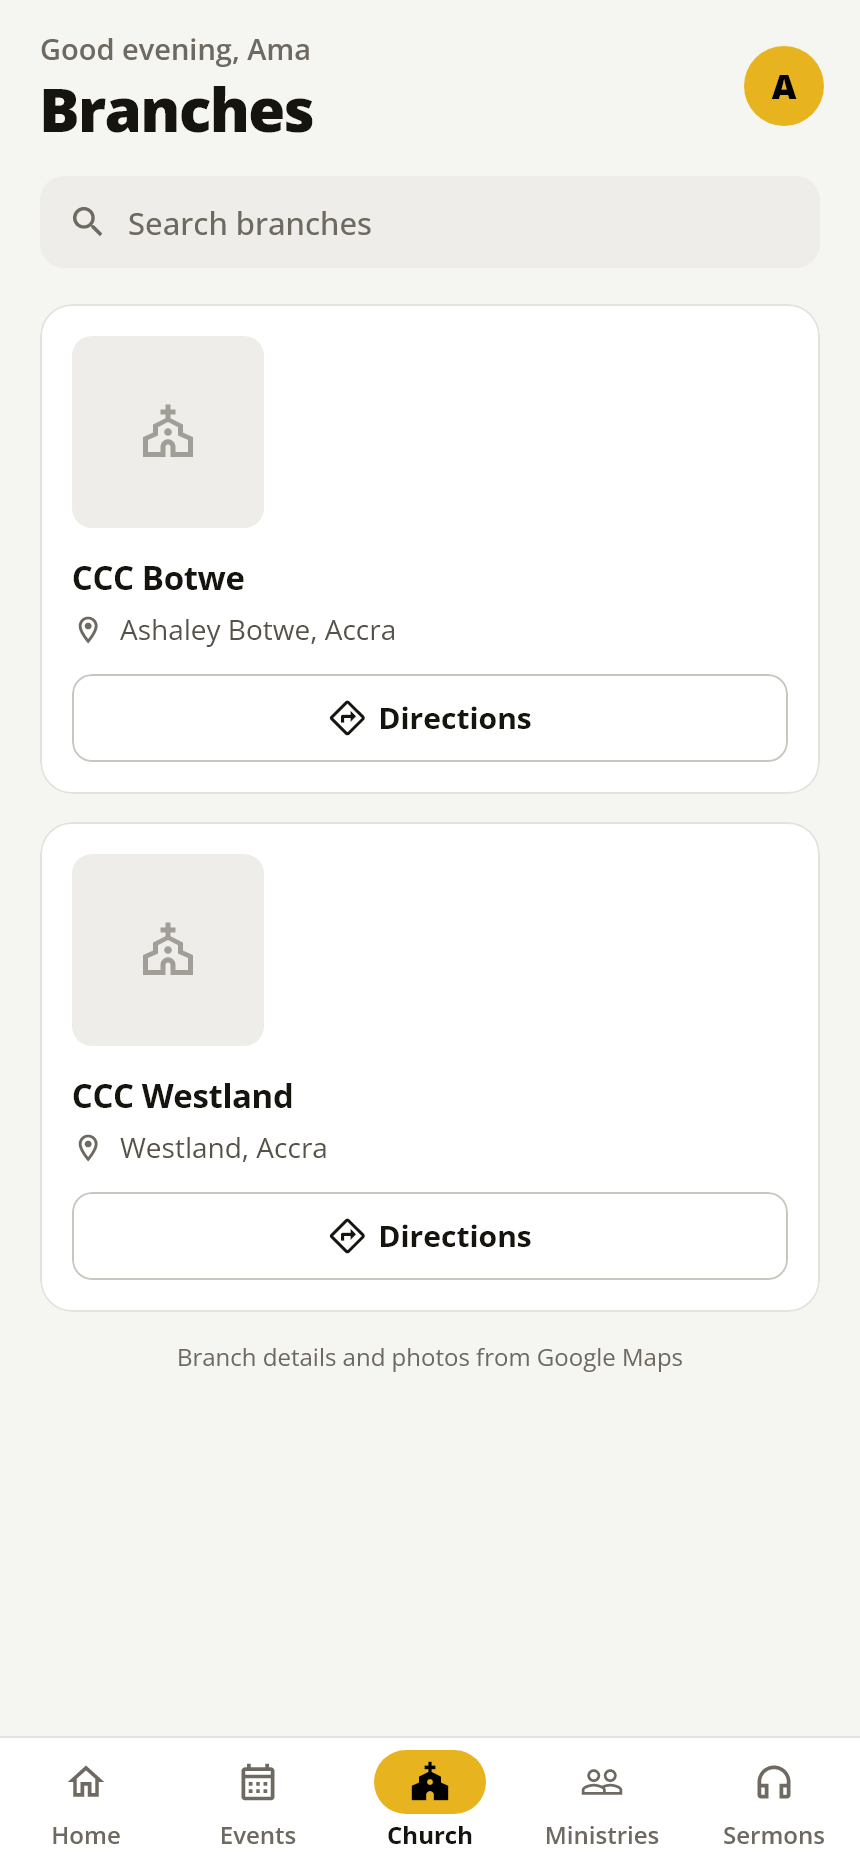 Good evening, Ama
Branches
A
Search branches
CCC Botwe
Ashaley Botwe, Accra
Directions
CCC Westland
Westland, Accra
Directions
Branch details and photos from Google Maps
Home
Events
Church
Ministries
Sermons